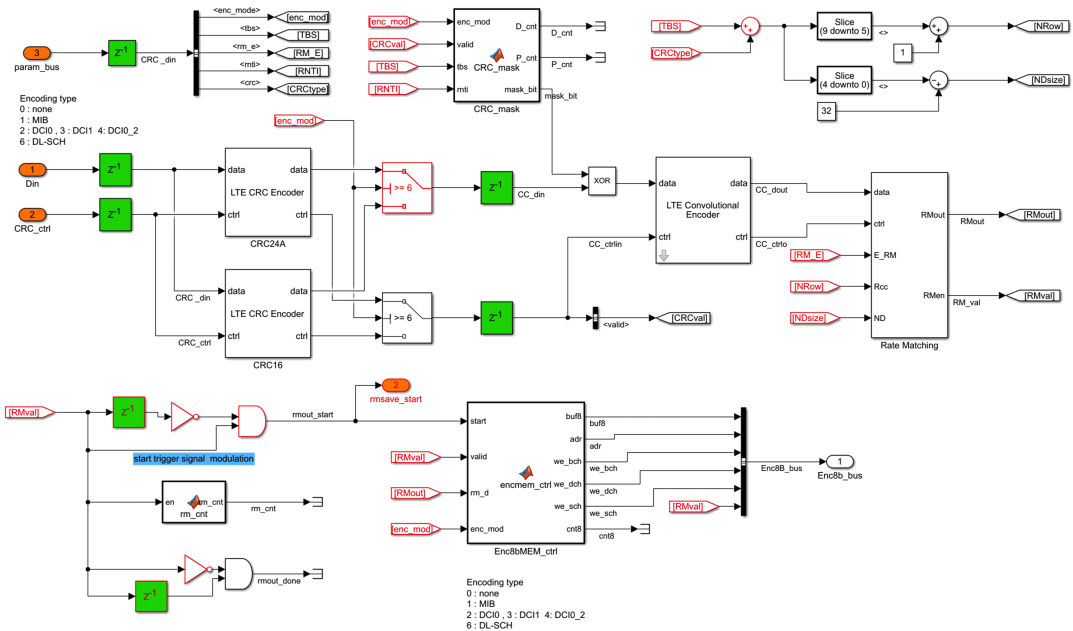 <enc_mode>
[enc_mod]
<tbs>
[TBS]
3
Z-1
<rm_e>
[RM_E]
param_bus
CRC _din
<rnti>
[RNTI]
<crc>
[CRCtype]
Encoding type
0 : none
1 : MIB
2 : DCI0 , 3 : DCI1 4: DCI0_2
6 : DL-SCH
[enc_mod]
enc_mod
D_cnt
D_cnt
[CRCval]
valid
CRC_mask
[TBS]
tbs
P_cnt
P_cnt
[RNTI]
rnti
mask_bit
mask_bit
CRC_mask
[TBS]
[CRCtype]
+
+
Slice
(9 downto 5)
<>
1
+
+
[NRow]
Slice
(4 downto 0)
<>
32
−
+
[NDsize]
[enc_mod]
1
Din
Z-1
2
CRC_ctrl
Z-1
data
LTE CRC Encoder
data
ctrl
ctrl
CRC24A
CRC _din
data
LTE CRC Encoder
data
CRC_ctrl
ctrl
ctrl
CRC16
>= 6
Z-1
CC_din
XOR
>= 6
Z-1
<valid>
[CRCval]
CC_ctrlin
data
LTE Convolutional
Encoder
data
CC_dout
ctrl
ctrl
CC_ctrlo
data
ctrl
[RM_E]
E_RM
[NRow]
Rcc
[NDsize]
ND
RMout
RMout
[RMout]
RMen
RM_val
[RMval]
Rate Matching
[RMval]
Z-1
rmout_start
2
rmsave_start
start trigger signal modulation
en
rm_cnt
rm_cnt
rm_cnt
Z-1
rmout_done
start
[RMval]
valid
[RMout]
rm_d
[enc_mod]
enc_mod
encmem_ctrl
buf8
buf8
adr
adr
we_bch
we_bch
we_dch
we_dch
we_sch
we_sch
cnt8
cnt8
Enc8bMEM_ctrl
[RMval]
Enc8B_bus
1
Enc8b_bus
Encoding type
0 : none
1 : MIB
2 : DCI0 , 3 : DCI1 4: DCI0_2
6 : DL-SCH